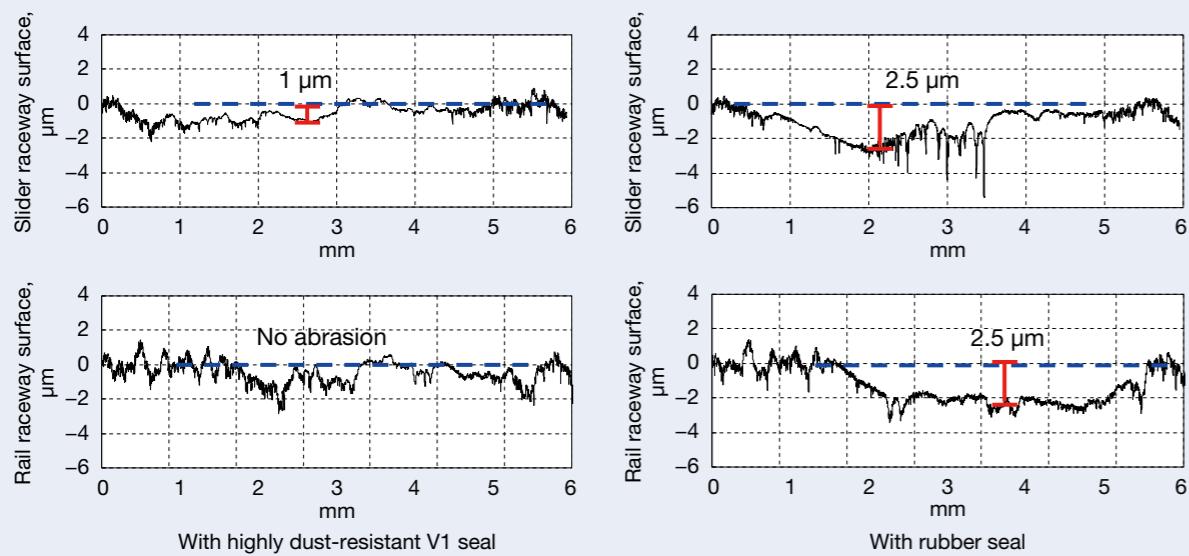 Slider raceway surface,
µm
4
2
0
−2
−4
−6
1 µm
0 1 2 3 4 5 6
mm
Slider raceway surface,
µm
4
2
0
−2
−4
−6
2.5 µm
0 1 2 3 4 5 6
mm
Rail raceway surface,
µm
4
2
0
−2
−4
−6
No abrasion
0 1 2 3 4 5 6
mm
With highly dust-resistant V1 seal
Rail raceway surface,
µm
4
2
0
−2
−4
−6
2.5 µm
0 1 2 3 4 5 6
mm
With rubber seal